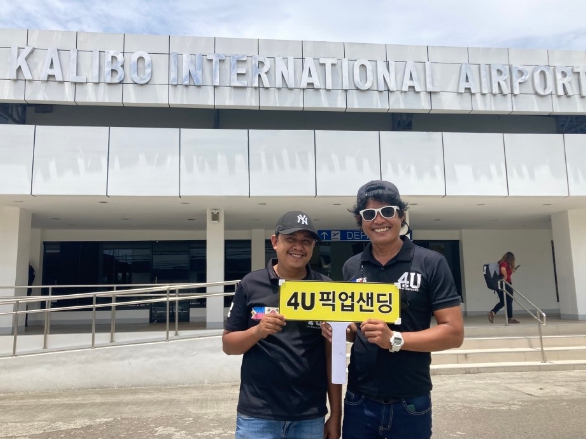 KALIBO INTERNATIONAL AIRPORT
DEP
NY
4U
4U 픽업샌딩